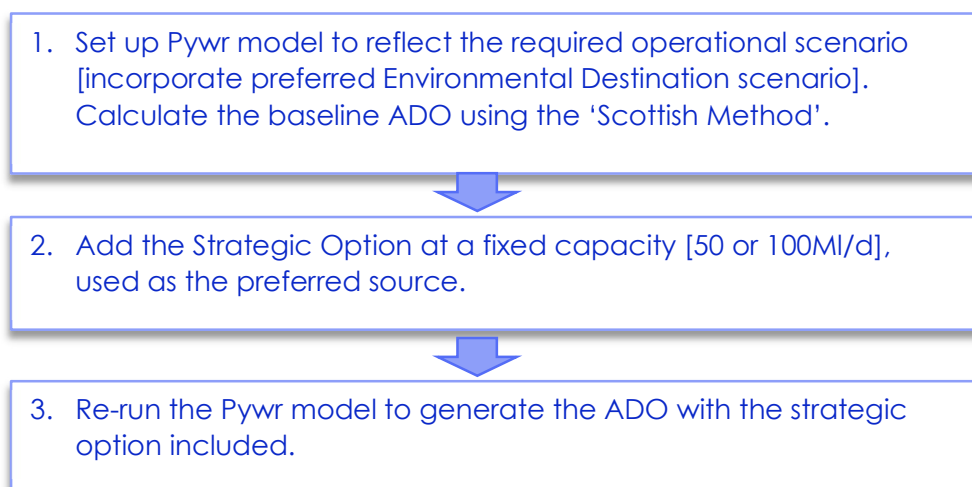 1. Set up Pywr model to reflect the required operational scenario
[incorporate preferred Environmental Destination scenario].
Calculate the baseline ADO using the ‘Scottish Method’.
2. Add the Strategic Option at a fixed capacity [50 or 100Ml/d],
used as the preferred source.
3. Re-run the Pywr model to generate the ADO with the strategic
option included.